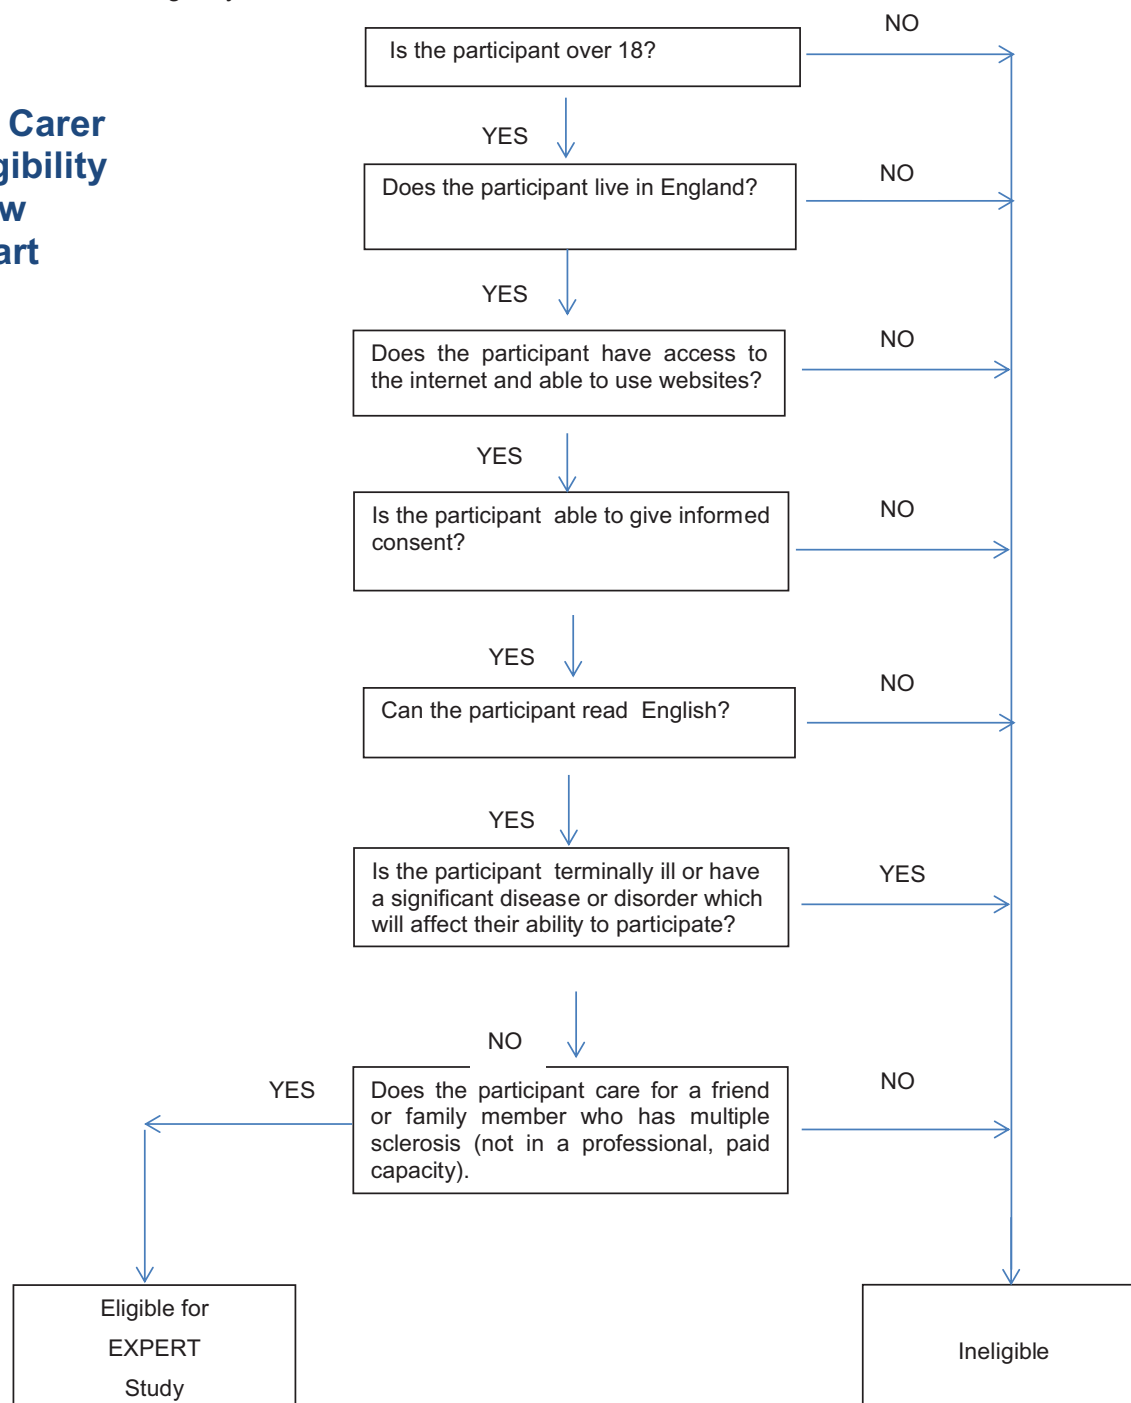 NO
Is the participant over 18?
Carer
YES
NO
Does the participant live in England?
YES
NO
Does the participant have access to
the internet and able to use websites?
YES
NO
Is the participant able to give informed
consent?
YES
NO
Can the participant read English?
YES
Is the participant terminally ill or have
a significant disease or disorder which
will affect their ability to participate?
YES
NO
YES
Does the participant care for a friend
or family member who has multiple
sclerosis (not in a professional, paid
capacity).
NO
Eligible for
EXPERT
Study
Ineligible